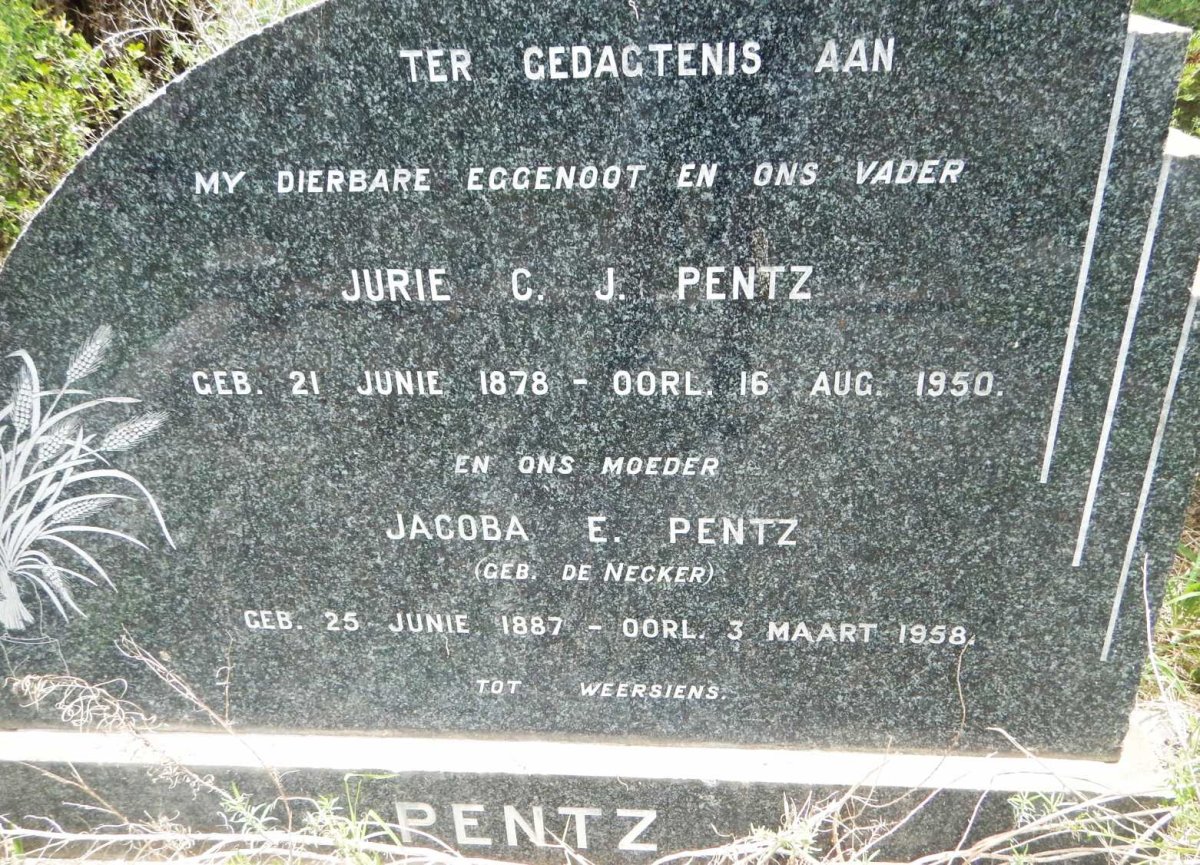 TER GEDAGTENIS AAN
MY DIERBARE EGGENOOT EN ONS VADER
JURIE C. J. PENTZ
GEB. 21 JUNIE 1878 – OORL. 16 AUG. 1950.
EN ONS MOEDER
JACOBA E. PENTZ
(GEB. DE NECKER)
GEB. 25 JUNIE 1887 – OORL. 3 MAART 1958.
TOT WEERSIENS.
PENTZ